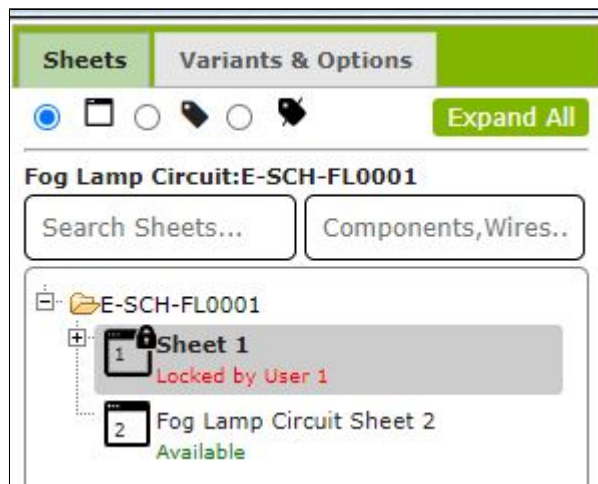 Sheets Variants & Options
Expand All
Fog Lamp Circuit:E-SCH-FL0001
Search Sheets... Components,Wires..
E-SCH-FL0001
1 Sheet 1
Locked by User 1
2 Fog Lamp Circuit Sheet 2
Available